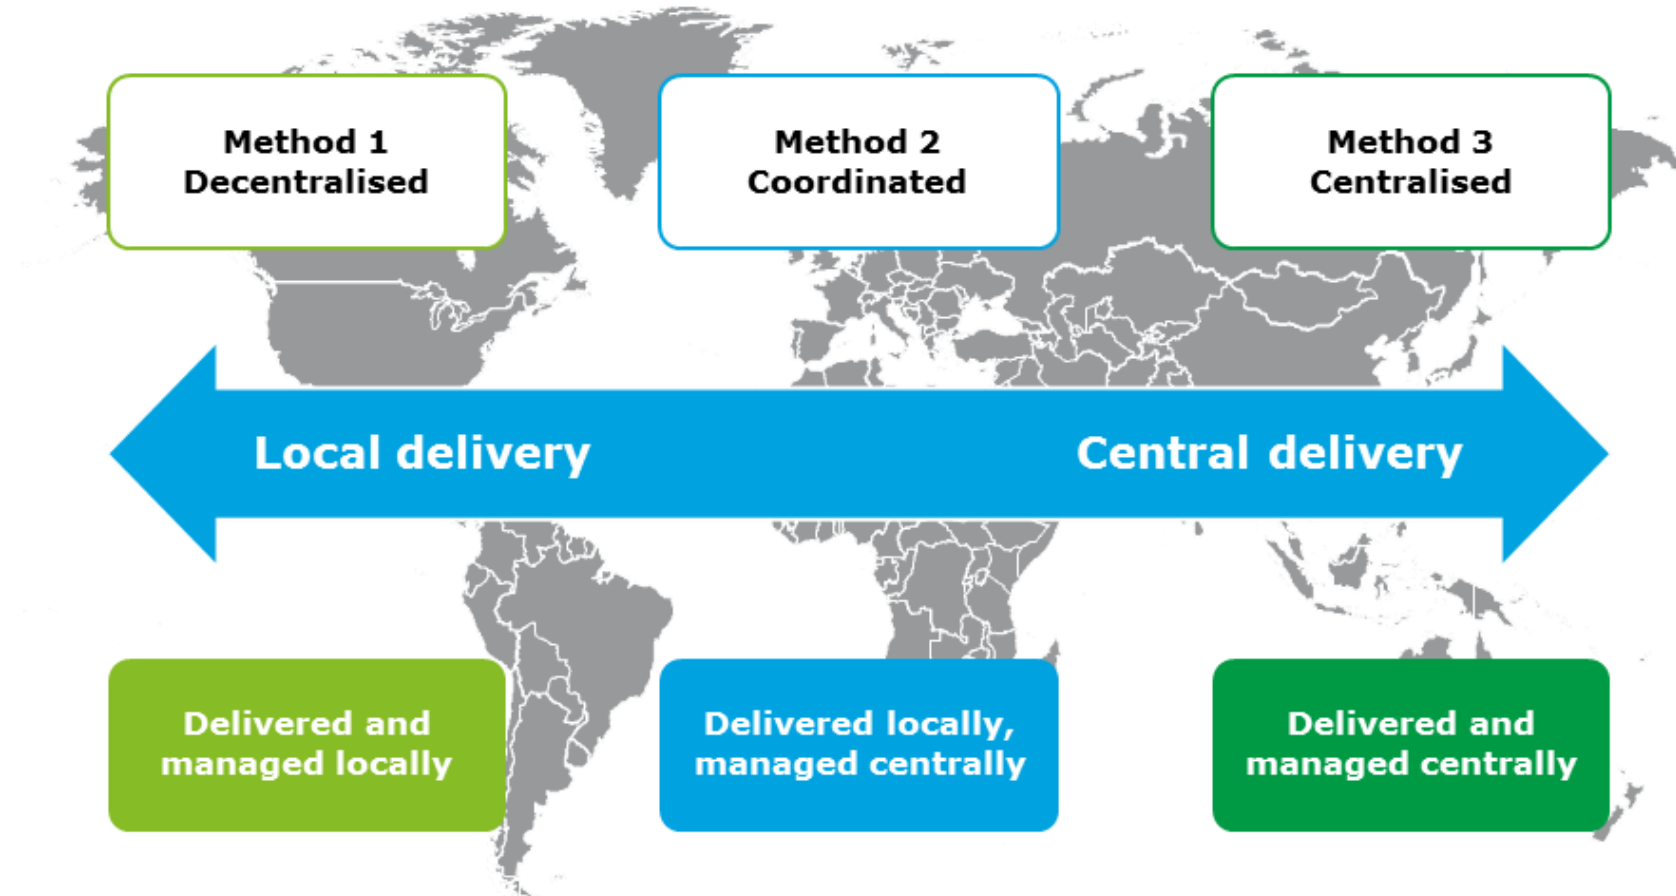 Method 1
Decentralised
Method 2
Coordinated
Method 3
Centralised
Local delivery
Central delivery
Delivered and
managed locally
Delivered locally,
managed centrally
Delivered and
managed centrally